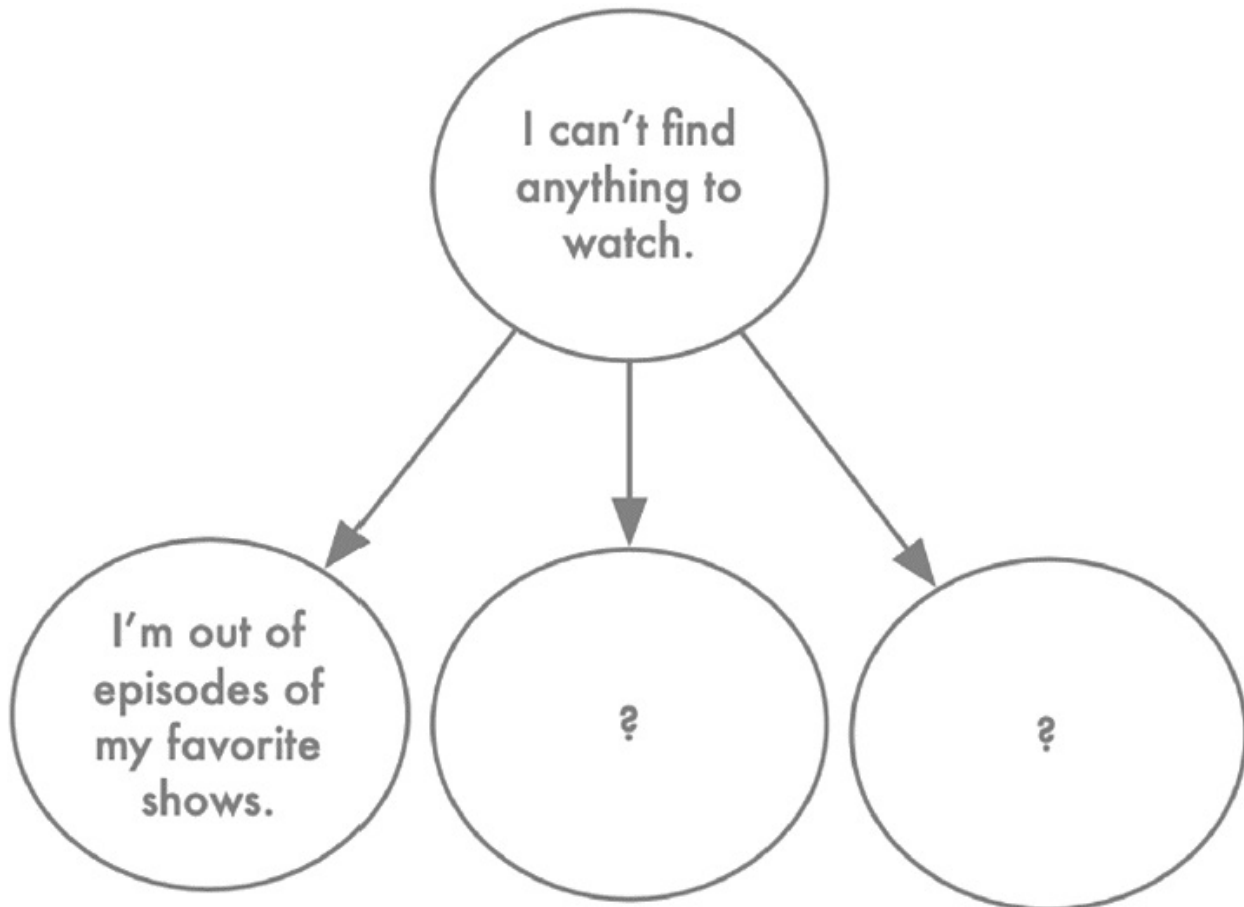 I can't find
anything to
watch.
I'm out of
episodes of
my favorite
shows.
?
?